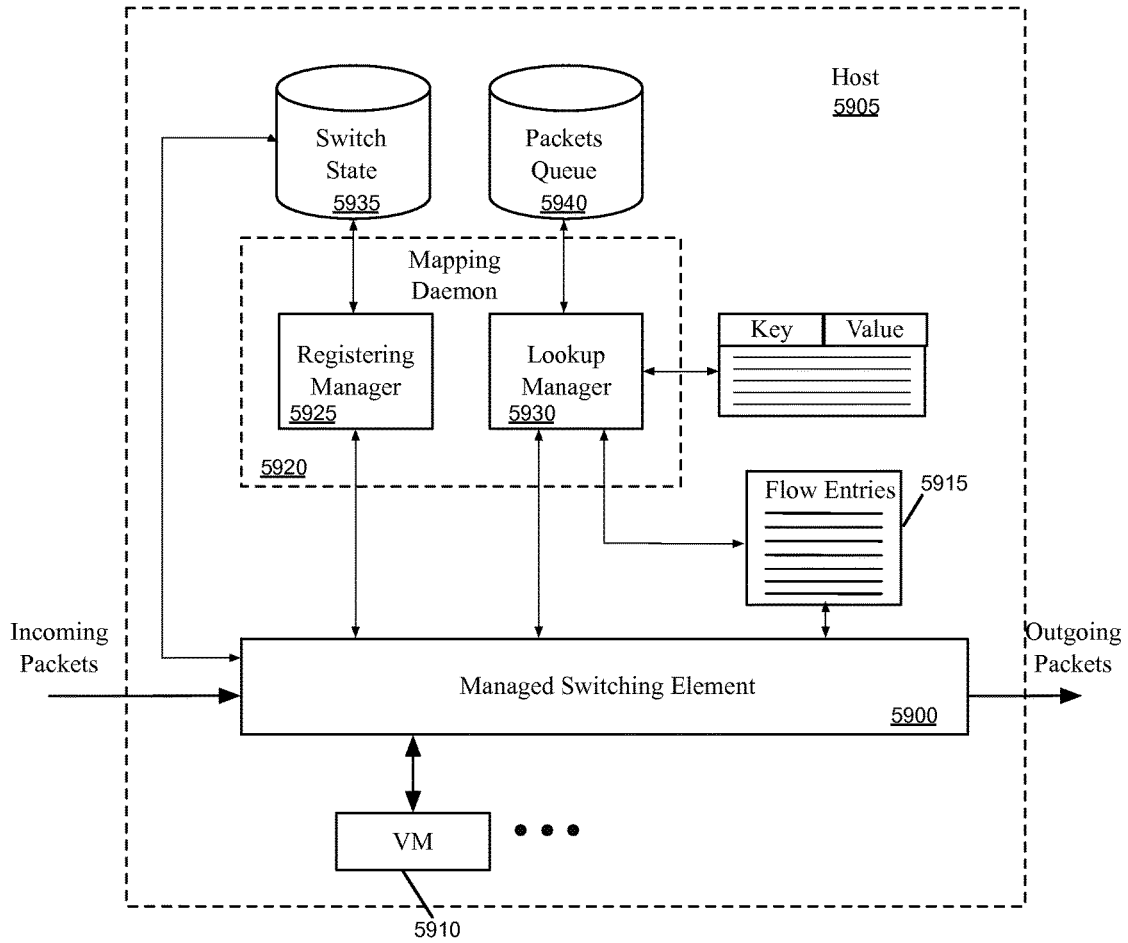 Host
5905
Switch
State
5935
Packets
Queue
5940
Mapping
Daemon
Registering
Manager
5925
Lookup
Manager
5930
Key
Value
5920
Flow Entries
5915
Incoming
Packets
Outgoing
Packets
Managed Switching Element
5900
VM
5910